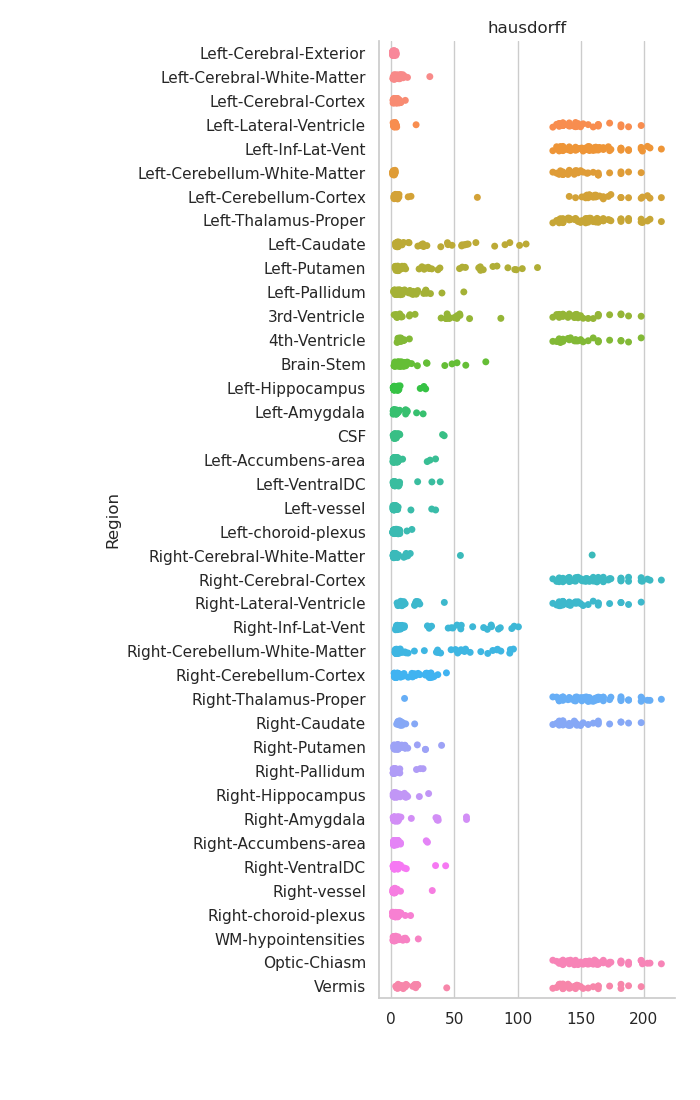 hausdorff
Left-Cerebral-Exterior
Left-Cerebral-White-Matter
Left-Cerebral-Cortex
Left-Lateral-Ventricle
Left-Inf-Lat-Vent
Left-Cerebellum-White-Matter
Left-Cerebellum-Cortex
Left-Thalamus-Proper
Left-Caudate
Left-Putamen
Left-Pallidum
3rd-Ventricle
4th-Ventricle
Brain-Stem
Left-Hippocampus
Left-Amygdala
CSF
Left-Accumbens-area
Left-VentralDC
Left-vessel
Left-choroid-plexus
Right-Cerebral-White-Matter
Right-Cerebral-Cortex
Right-Lateral-Ventricle
Right-Inf-Lat-Vent
Right-Cerebellum-White-Matter
Right-Cerebellum-Cortex
Right-Thalamus-Proper
Right-Caudate
Right-Putamen
Right-Pallidum
Right-Hippocampus
Right-Amygdala
Right-Accumbens-area
Right-VentralDC
Right-vessel
Right-choroid-plexus
WM-hypointensities
Optic-Chiasm
Vermis
Region
0 50 100 150 200